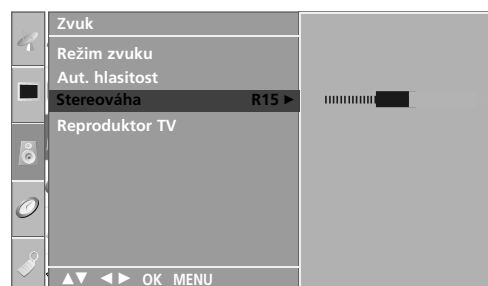 Zvuk
Režim zvuku
Aut. hlasitost
Stereováha R15 ►
Reproduktor TV
▲▼ ◄► OK MENU